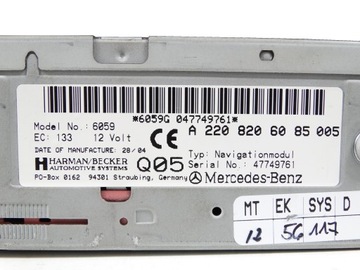 *6059G 047749761*
Model No.: 6059
EC: 133 12 Volt
CE A 220 820 60 85 005
DATE OF MANUFACTURE: 28/04
HARMAN/BECKER
AUTOMOTIVE SYSTEMS
Q05
Typ: Navigationmodul
Serial No.: 47749761
PO-Box 0162 94301 Straubing, Germany
Mercedes-Benz
MT EK SYS D
12 56 117